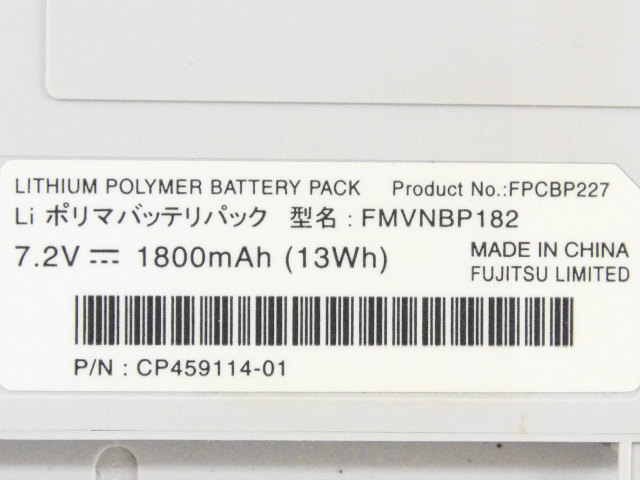 LITHIUM POLYMER BATTERY PACK Product No.:FPCBP227
Li ポリマバッテリパック 型名 : FMVNBP182
7.2V ⎓ 1800mAh (13Wh)
MADE IN CHINA
FUJITSU LIMITED
P/N : CP459114-01